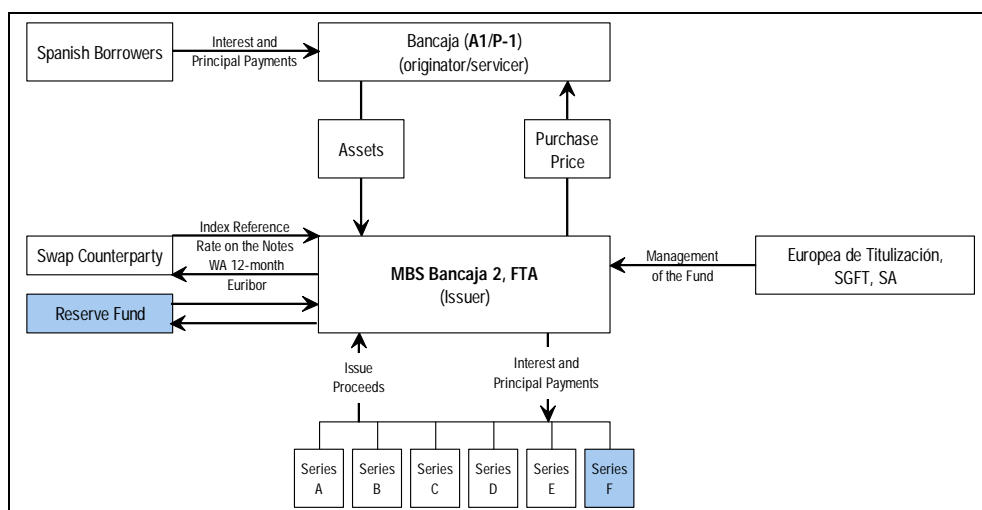 Spanish Borrowers
Interest and
Principal Payments
Bancaja (A1/P-1)
(originator/servicer)
Assets
Purchase
Price
Swap Counterparty
Index Reference
Rate on the Notes
WA 12-month
Euribor
Reserve Fund
MBS Bancaja 2, FTA
(Issuer)
Management
of the Fund
Europea de Titulización,
SGFT, SA
Issue
Proceeds
Interest and
Principal Payments
Series
A
Series
B
Series
C
Series
D
Series
E
Series
F